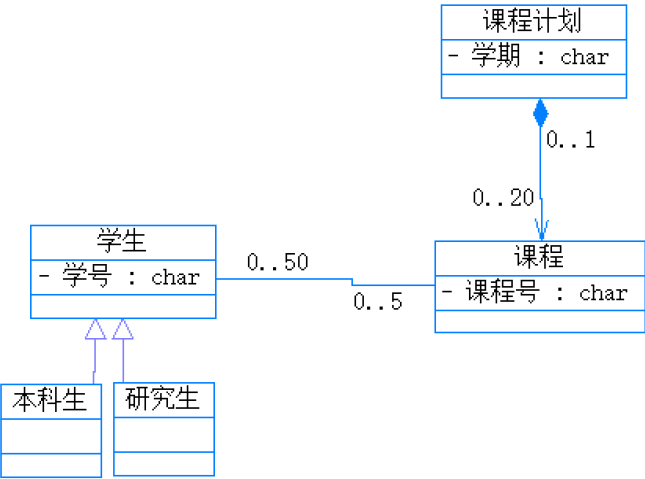 课程计划
- 学期 : char
0..1
0..20
学生
- 学号 : char
0..50
0..5
课程
- 课程号 : char
本科生
研究生